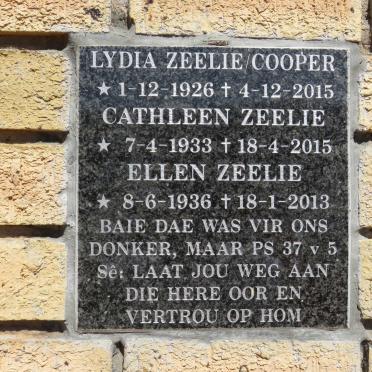 LYDIA ZEELIE/COOPER
★ 1-12-1926 ✝ 4-12-2015
CATHLEEN ZEELIE
★ 7-4-1933 ✝ 18-4-2015
ELLEN ZEELIE
★ 8-6-1936 ✝ 18-1-2013
BAIE DAE WAS VIR ONS
DONKER, MAAR PS 37 v 5
Sê: LAAT JOU WEG AAN
DIE HERE OOR EN
VERTROU OP HOM